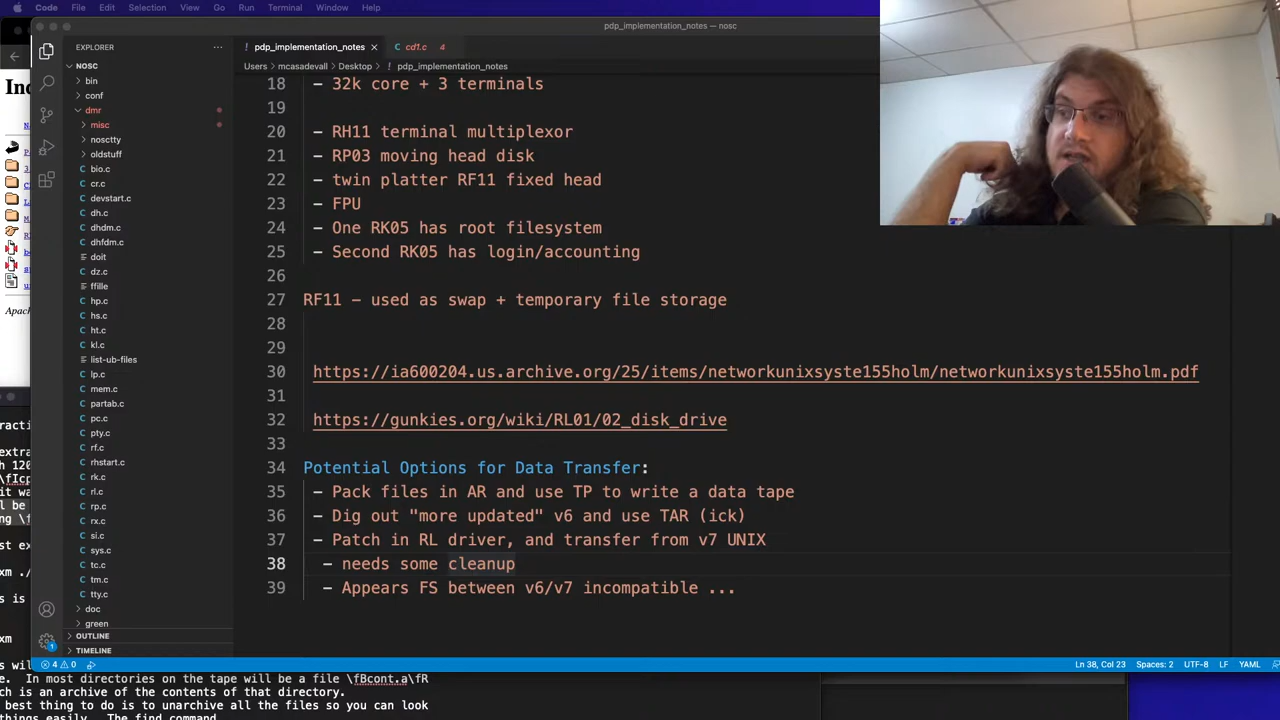 Code File Edit Selection View Go Run Terminal Window Help
pdp_implementation_notes — nosc
EXPLORER
pdp_implementation_notes
cd1.c 4
NOSC
Users > mcasadevall > Desktop > pdp_implementation_notes
bin
conf
dmr
misc
nosctty
oldstuff
bio.c
cr.c
devstart.c
dh.c
dhdm.c
dhfdm.c
doit
dz.c
ffille
hp.c
hs.c
ht.c
kl.c
list-ub-files
lp.c
mem.c
partab.c
pc.c
pty.c
rf.c
rhstart.c
rk.c
rl.c
rp.c
rx.c
si.c
sys.c
tc.c
tm.c
tty.c
doc
green
OUTLINE
TIMELINE
18 - 32k core + 3 terminals
19
20 - RH11 terminal multiplexor
21 - RP03 moving head disk
22 - twin platter RF11 fixed head
23 - FPU
24 - One RK05 has root filesystem
25 - Second RK05 has login/accounting
26
27 RF11 - used as swap + temporary file storage
28
29
30 https://ia600204.us.archive.org/25/items/networkunixsyste155holm/networkunixsyste155holm.pdf
31
32 https://gunkies.org/wiki/RL01/02_disk_drive
33
34 Potential Options for Data Transfer:
35 - Pack files in AR and use TP to write a data tape
36 - Dig out "more updated" v6 and use TAR (ick)
37 - Patch in RL driver, and transfer from v7 UNIX
38 - needs some cleanup
39 - Appears FS between v6/v7 incompatible ...
4 0
Ln 38, Col 23 Spaces: 2 UTF-8 LF YAML
. In most directories on the tape will be a file \fBcont.a\fR
ch is an archive of the contents of that directory.
best thing to do is to unarchive all the files so you can look
things easily. The find command